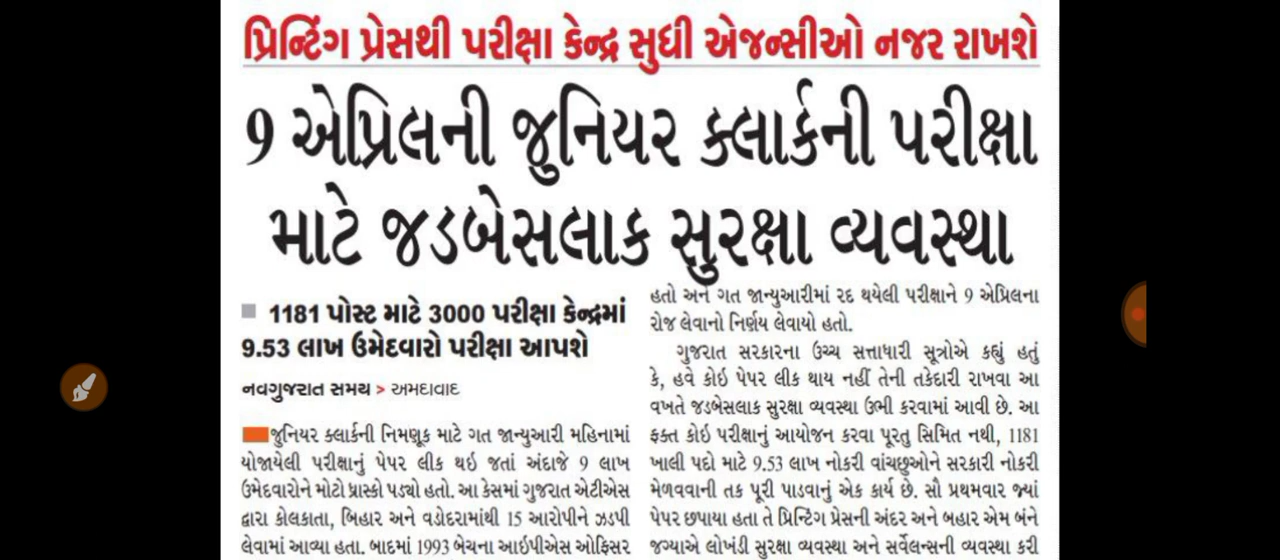 પ્રિન્ટિંગ પ્રેસથી પરીક્ષા કેન્દ્ર સુધી એજન્સીઓ નજર રાખશે
9 એપ્રિલની જુનિયર ક્લાર્કની પરીક્ષા
માટે જડબેસલાક સુરક્ષા વ્યવસ્થા
1181 પોસ્ટ માટે 3000 પરીક્ષા કેન્દ્રમાં
9.53 લાખ ઉમેદવારો પરીક્ષા આપશે
નવગુજરાત સમય > અમદાવાદ
જુનિયર ક્લાર્કની નિમણૂક માટે ગત જાન્યુઆરી મહિનામાં
યોજાયેલી પરીક્ષાનું પેપર લીક થઇ જતાં અંદાજે 9 લાખ
ઉમેદવારોને મોટો ધ્રાસ્કો પડ્યો હતો. આ કેસમાં ગુજરાત એટીએસ
દ્વારા કોલકાતા, બિહાર અને વડોદરામાંથી 15 આરોપીને ઝડપી
લેવામાં આવ્યા હતા. બાદમાં 1993 બેચના આઇપીએસ ઓફિસર
હતો અને ગત જાન્યુઆરીમાં રદ થયેલી પરીક્ષાને 9 એપ્રિલના
રોજ લેવાનો નિર્ણય લેવાયો હતો.
ગુજરાત સરકારના ઉચ્ચ સત્તાધારી સૂત્રોએ કહ્યું હતું
કે, હવે કોઇ પેપર લીક થાય નહીં તેની તકેદારી રાખવા આ
વખતે જડબેસલાક સુરક્ષા વ્યવસ્થા ઉભી કરવામાં આવી છે. આ
ફક્ત કોઇ પરીક્ષાનું આયોજન કરવા પૂરતુ સિમિત નથી, 1181
ખાલી પદો માટે 9.53 લાખ નોકરી વાંચછુઓને સરકારી નોકરી
મેળવવાની તક પૂરી પાડવાનું એક કાર્ય છે. સૌ પ્રથમવાર જ્યાં
પેપર છપાયા હતા તે પ્રિન્ટિંગ પ્રેસની અંદર અને બહાર એમ બંને
જગ્યાએ લોખંડી સુરક્ષા વ્યવસ્થા અને સર્વેલન્સની વ્યવસ્થા કરી